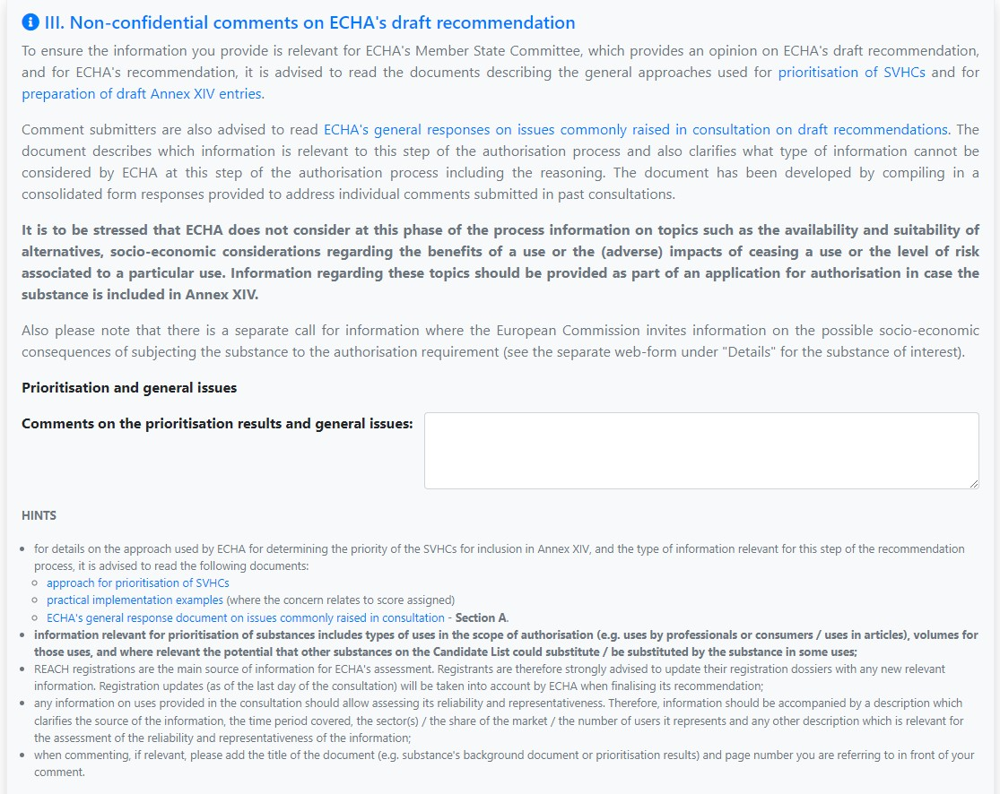 III. Non-confidential comments on ECHA's draft recommendation
To ensure the information you provide is relevant for ECHA's Member State Committee, which provides an opinion on ECHA's draft recommendation,
and for ECHA's recommendation, it is advised to read the documents describing the general approaches used for prioritisation of SVHCs and for
preparation of draft Annex XIV entries.
Comment submitters are also advised to read ECHA's general responses on issues commonly raised in consultation on draft recommendations. The
document describes which information is relevant to this step of the authorisation process and also clarifies what type of information cannot be
considered by ECHA at this step of the authorisation process including the reasoning. The document has been developed by compiling in a
consolidated form responses provided to address individual comments submitted in past consultations.
It is to be stressed that ECHA does not consider at this phase of the process information on topics such as the availability and suitability of
alternatives, socio-economic considerations regarding the benefits of a use or the (adverse) impacts of ceasing a use or the level of risk
associated to a particular use. Information regarding these topics should be provided as part of an application for authorisation in case the
substance is included in Annex XIV.
Also please note that there is a separate call for information where the European Commission invites information on the possible socio-economic
consequences of subjecting the substance to the authorisation requirement (see the separate web-form under "Details" for the substance of interest).
Prioritisation and general issues
Comments on the prioritisation results and general issues:
HINTS
• for details on the approach used by ECHA for determining the priority of the SVHCs for inclusion in Annex XIV, and the type of information relevant for this step of the recommendation
process, it is advised to read the following documents:
◦ approach for prioritisation of SVHCs
◦ practical implementation examples (where the concern relates to score assigned)
◦ ECHA's general response document on issues commonly raised in consultation - Section A.
• information relevant for prioritisation of substances includes types of uses in the scope of authorisation (e.g. uses by professionals or consumers / uses in articles), volumes for
those uses, and where relevant the potential that other substances on the Candidate List could substitute / be substituted by the substance in some uses;
• REACH registrations are the main source of information for ECHA's assessment. Registrants are therefore strongly advised to update their registration dossiers with any new relevant
information. Registration updates (as of the last day of the consultation) will be taken into account by ECHA when finalising its recommendation;
• any information on uses provided in the consultation should allow assessing its reliability and representativeness. Therefore, information should be accompanied by a description which
clarifies the source of the information, the time period covered, the sector(s) / the share of the market / the number of users it represents and any other description which is relevant for
the assessment of the reliability and representativeness of the information;
• when commenting, if relevant, please add the title of the document (e.g. substance's background document or prioritisation results) and page number you are referring to in front of your
comment.